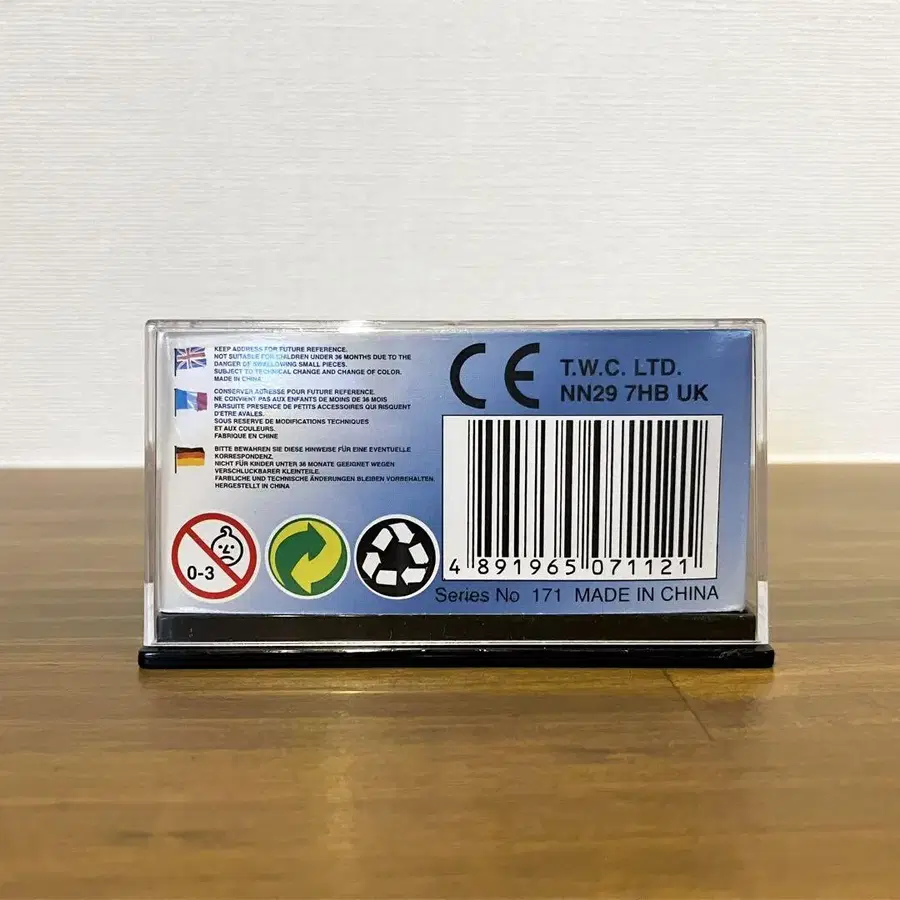 KEEP ADDRESS FOR FUTURE REFERENCE.
NOT SUITABLE FOR CHILDREN UNDER 36 MONTHS DUE TO THE
DANGER OF SWALLOWING SMALL PIECES.
SUBJECT TO TECHNICAL CHANGE AND CHANGE OF COLOR.
MADE IN CHINA
CONSERVER ADRESSE POUR FUTURE REFERENCE.
NE CONVIENT PAS AUX ENFANTS DE MOINS DE 36 MOIS
PARSUITE PRESENCE DE PETITS ACCESSOIRES QUI RISQUENT
D'ETRE AVALES.
SOUS RESERVE DE MODIFICATIONS TECHNIQUES
ET AUX COULEURS.
FABRIQUE EN CHINE
BITTE BEWAHREN SIE DIESE HINWEISE FÜR EINE EVENTUELLE
KORRESPONDENZ.
NICHT FÜR KINDER UNTER 36 MONATE GEEIGNET WEGEN
VERSCHLUCKBARER KLEINTEILE.
FARBLICHE UND TECHNISCHE ÄNDERUNGEN BLEIBEN VORBEHALTEN.
HERGESTELLT IN CHINA
0-3
CE
T.W.C. LTD.
NN29 7HB UK
4 891965 071121
Series No 171 MADE IN CHINA